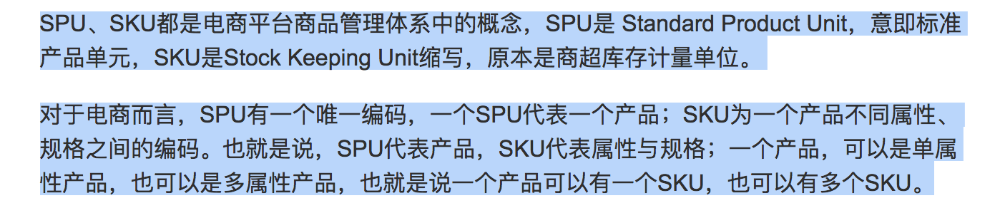 SPU、SKU都是电商平台商品管理体系中的概念，SPU是 Standard Product Unit，意即标准
产品单元，SKU是Stock Keeping Unit缩写，原本是商超库存计量单位。
对于电商而言，SPU有一个唯一编码，一个SPU代表一个产品；SKU为一个产品不同属性、
规格之间的编码。也就是说，SPU代表产品，SKU代表属性与规格；一个产品，可以是单属
性产品，也可以是多属性产品，也就是说一个产品可以有一个SKU，也可以有多个SKU。